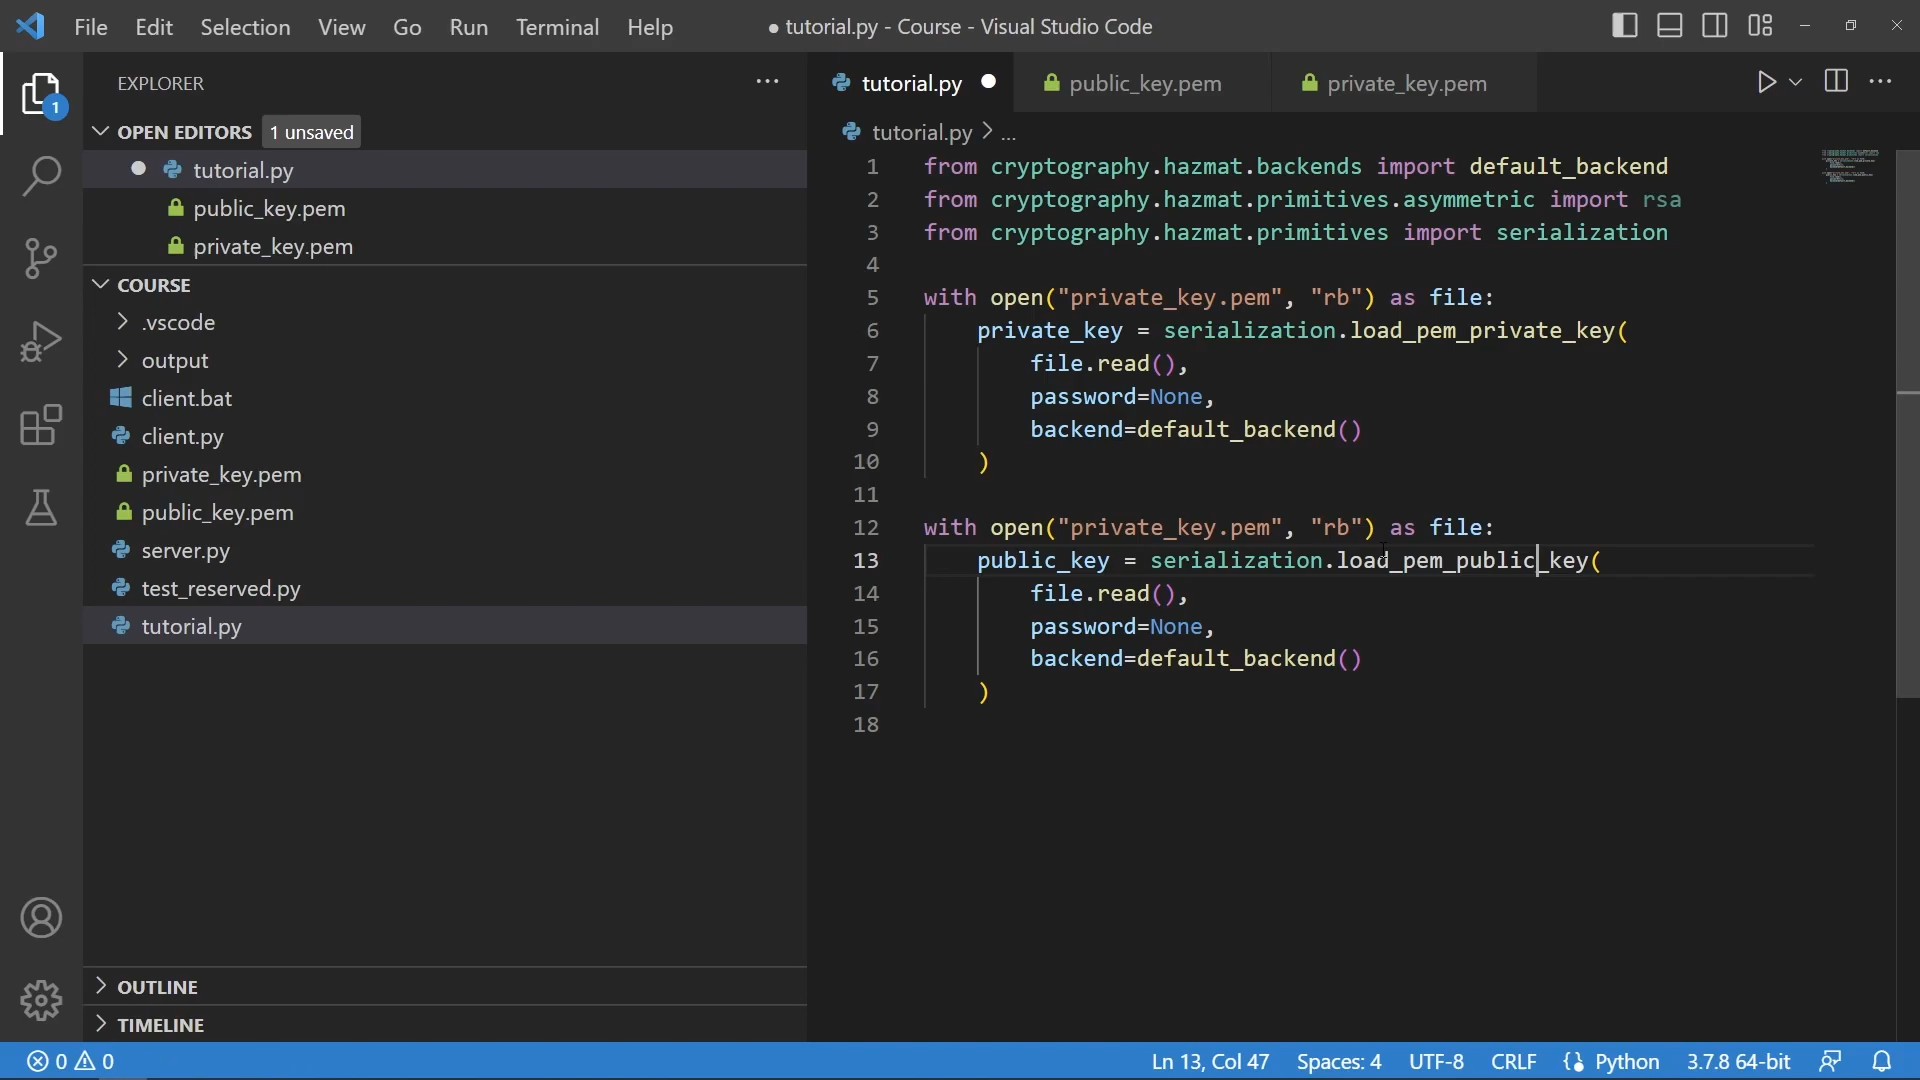 File Edit Selection View Go Run Terminal Help
● tutorial.py - Course - Visual Studio Code
EXPLORER
OPEN EDITORS 1 unsaved
tutorial.py
public_key.pem
private_key.pem
COURSE
.vscode
output
client.bat
client.py
private_key.pem
public_key.pem
server.py
test_reserved.py
tutorial.py
OUTLINE
TIMELINE
1
tutorial.py public_key.pem private_key.pem
tutorial.py > ...
1 from cryptography.hazmat.backends import default_backend
2 from cryptography.hazmat.primitives.asymmetric import rsa
3 from cryptography.hazmat.primitives import serialization
4
5 with open("private_key.pem", "rb") as file:
6     private_key = serialization.load_pem_private_key(
7         file.read(),
8         password=None,
9         backend=default_backend()
10     )
11
12 with open("private_key.pem", "rb") as file:
13     public_key = serialization.load_pem_public_key(
14         file.read(),
15         password=None,
16         backend=default_backend()
17     )
18
0 0 Ln 13, Col 47 Spaces: 4 UTF-8 CRLF Python 3.7.8 64-bit